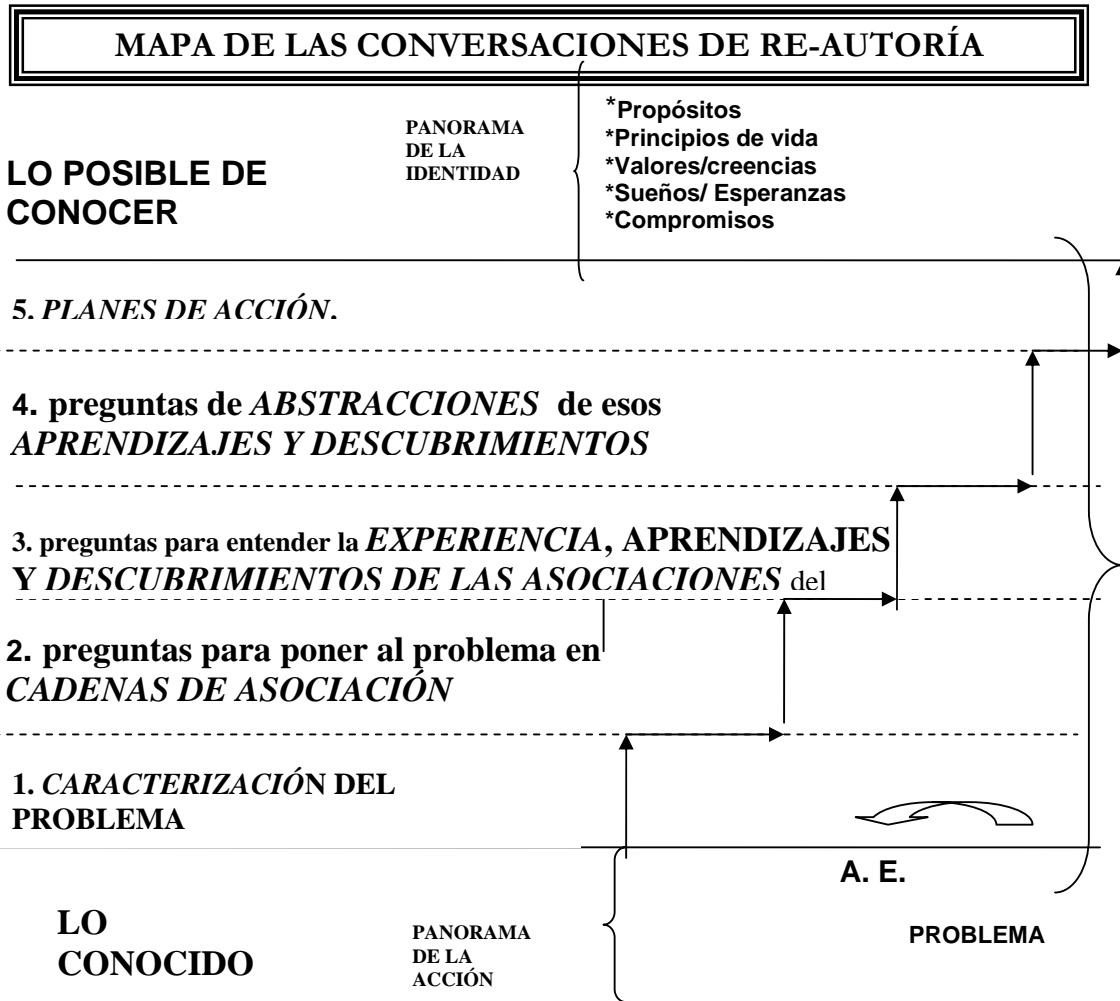 MAPA DE LAS CONVERSACIONES DE RE-AUTORÍA
LO POSIBLE DE
CONOCER
PANORAMA
DE LA
IDENTIDAD
*Propósitos
*Principios de vida
*Valores/creencias
*Sueños/ Esperanzas
*Compromisos
5. PLANES DE ACCIÓN.
4. preguntas de ABSTRACCIONES de esos
APRENDIZAJES Y DESCUBRIMIENTOS
3. preguntas para entender la EXPERIENCIA, APRENDIZAJES
Y DESCUBRIMIENTOS DE LAS ASOCIACIONES del
2. preguntas para poner al problema en
CADENAS DE ASOCIACIÓN
1. CARACTERIZACIÓN DEL
PROBLEMA
A. E.
LO
CONOCIDO
PANORAMA
DE LA
ACCIÓN
PROBLEMA